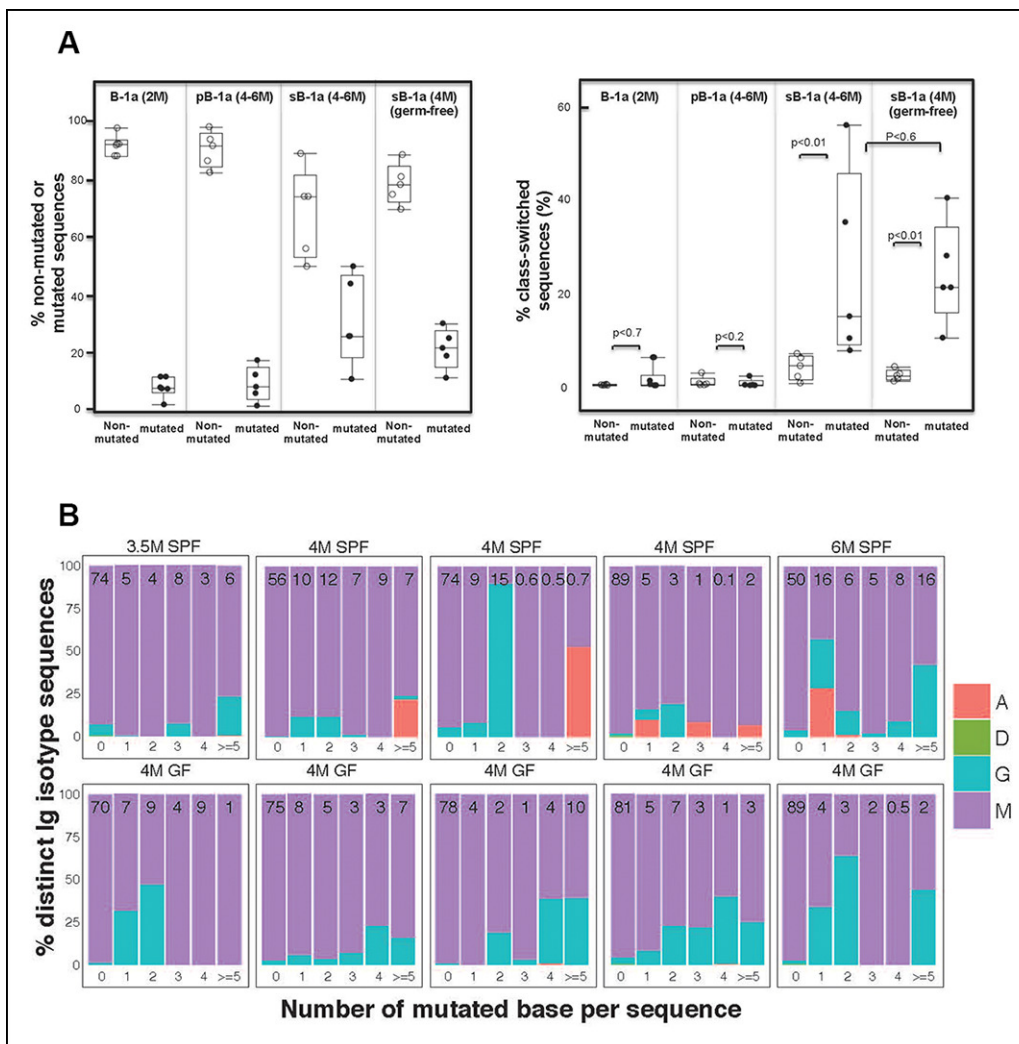 A
B-1a (2M) pB-1a (4-6M) sB-1a (4-6M) sB-1a (4M)
(germ-free)
% non-mutated or
mutated sequences
100
80
60
40
20
0
Non-
mutated mutated Non-
mutated mutated Non-
mutated mutated Non-
mutated mutated
B-1a (2M) pB-1a (4-6M) sB-1a (4-6M) sB-1a (4M)
(germ-free)
% class-switched
sequences (%)
60
40
20
0
p<0.7
p<0.2
p<0.01
P<0.6
p<0.01
Non-
mutated mutated Non-
mutated mutated Non-
mutated mutated Non-
mutated mutated
B
% distinct Ig isotype sequences
3.5M SPF 4M SPF 4M SPF 4M SPF 6M SPF
100
75
50
25
0
74 5 4 8 3 6
56 10 12 7 9 7
74 9 15 0.6 0.5 0.7
89 5 3 1 0.1 2
50 16 6 5 8 16
0 1 2 3 4 >=5
0 1 2 3 4 >=5
0 1 2 3 4 >=5
0 1 2 3 4 >=5
0 1 2 3 4 >=5
4M GF 4M GF 4M GF 4M GF 4M GF
100
75
50
25
0
70 7 9 4 9 1
75 8 5 3 3 7
78 4 2 1 4 10
81 5 7 3 1 3
89 4 3 2 0.5 2
0 1 2 3 4 >=5
0 1 2 3 4 >=5
0 1 2 3 4 >=5
0 1 2 3 4 >=5
0 1 2 3 4 >=5
Number of mutated base per sequence
A
D
G
M